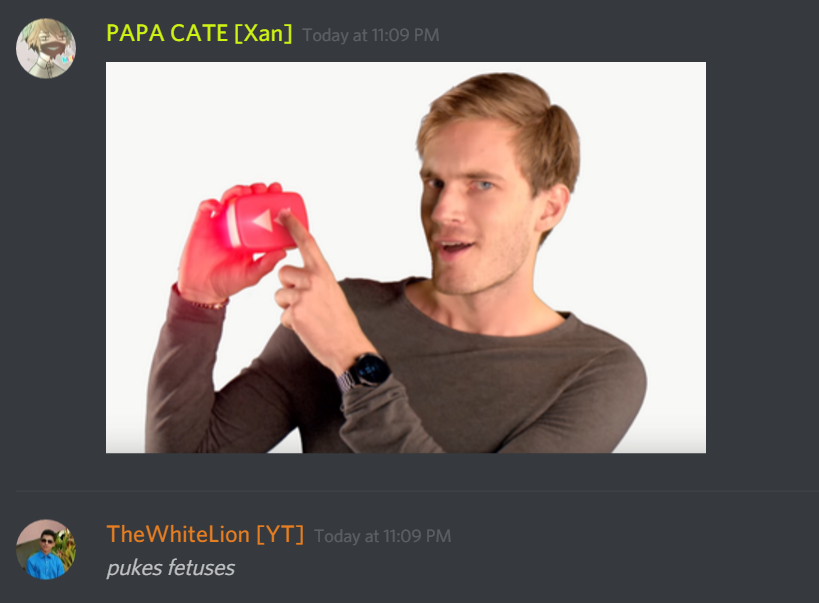 PAPA CATE [Xan] Today at 11:09 PM
TheWhiteLion [YT] Today at 11:09 PM
pukes fetuses